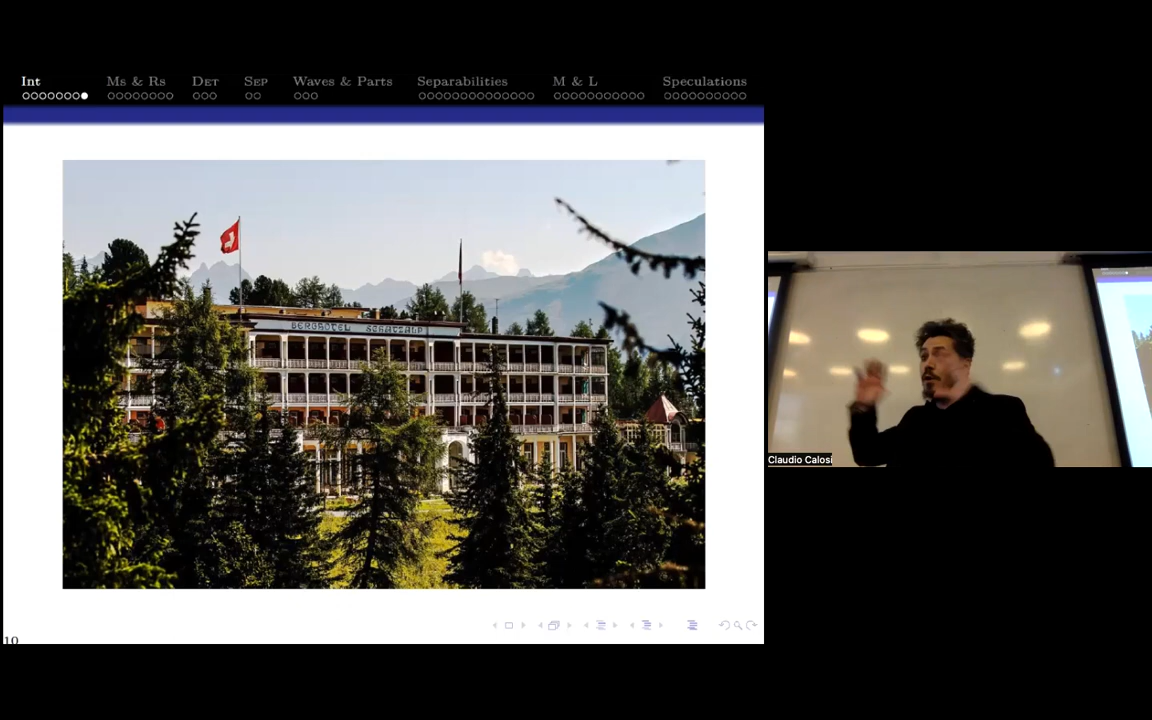 Int Ms & Rs Det Sep Waves & Parts Separabilities M & L Speculations
BERGHOTEL SCHATZALP
Claudio Calosi
10